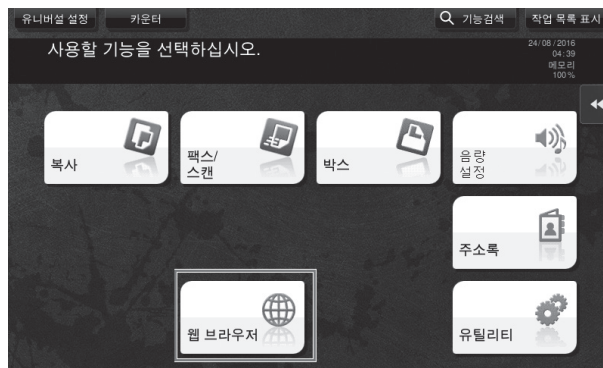 유니버설 설정 카운터 기능검색 작업 목록 표시
사용할 기능을 선택하십시오.
24/08/2016
04:39
메모리
100%
복사
팩스/
스캔
박스
음량
설정
주소록
웹 브라우저
유틸리티